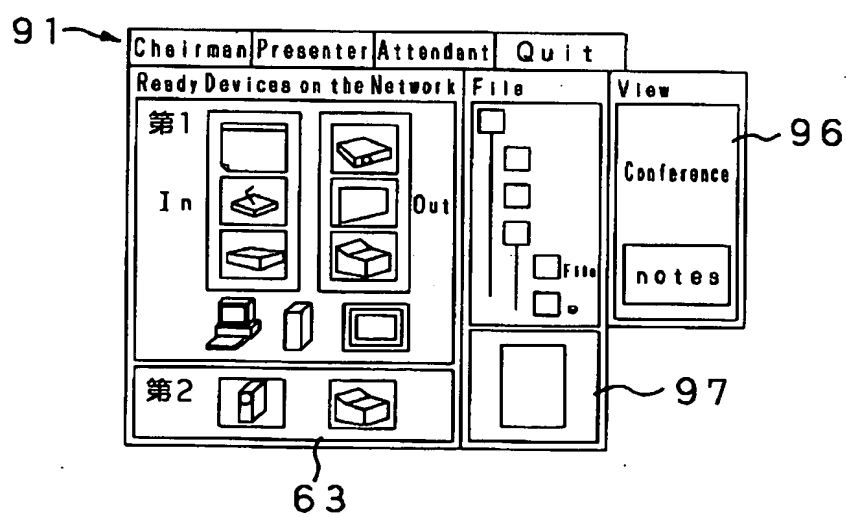 91
Chairman Presenter Attendant Quit
Ready Devices on the Network File View
第1
96
Conference
In Out
File
notes
e
第2
97
63